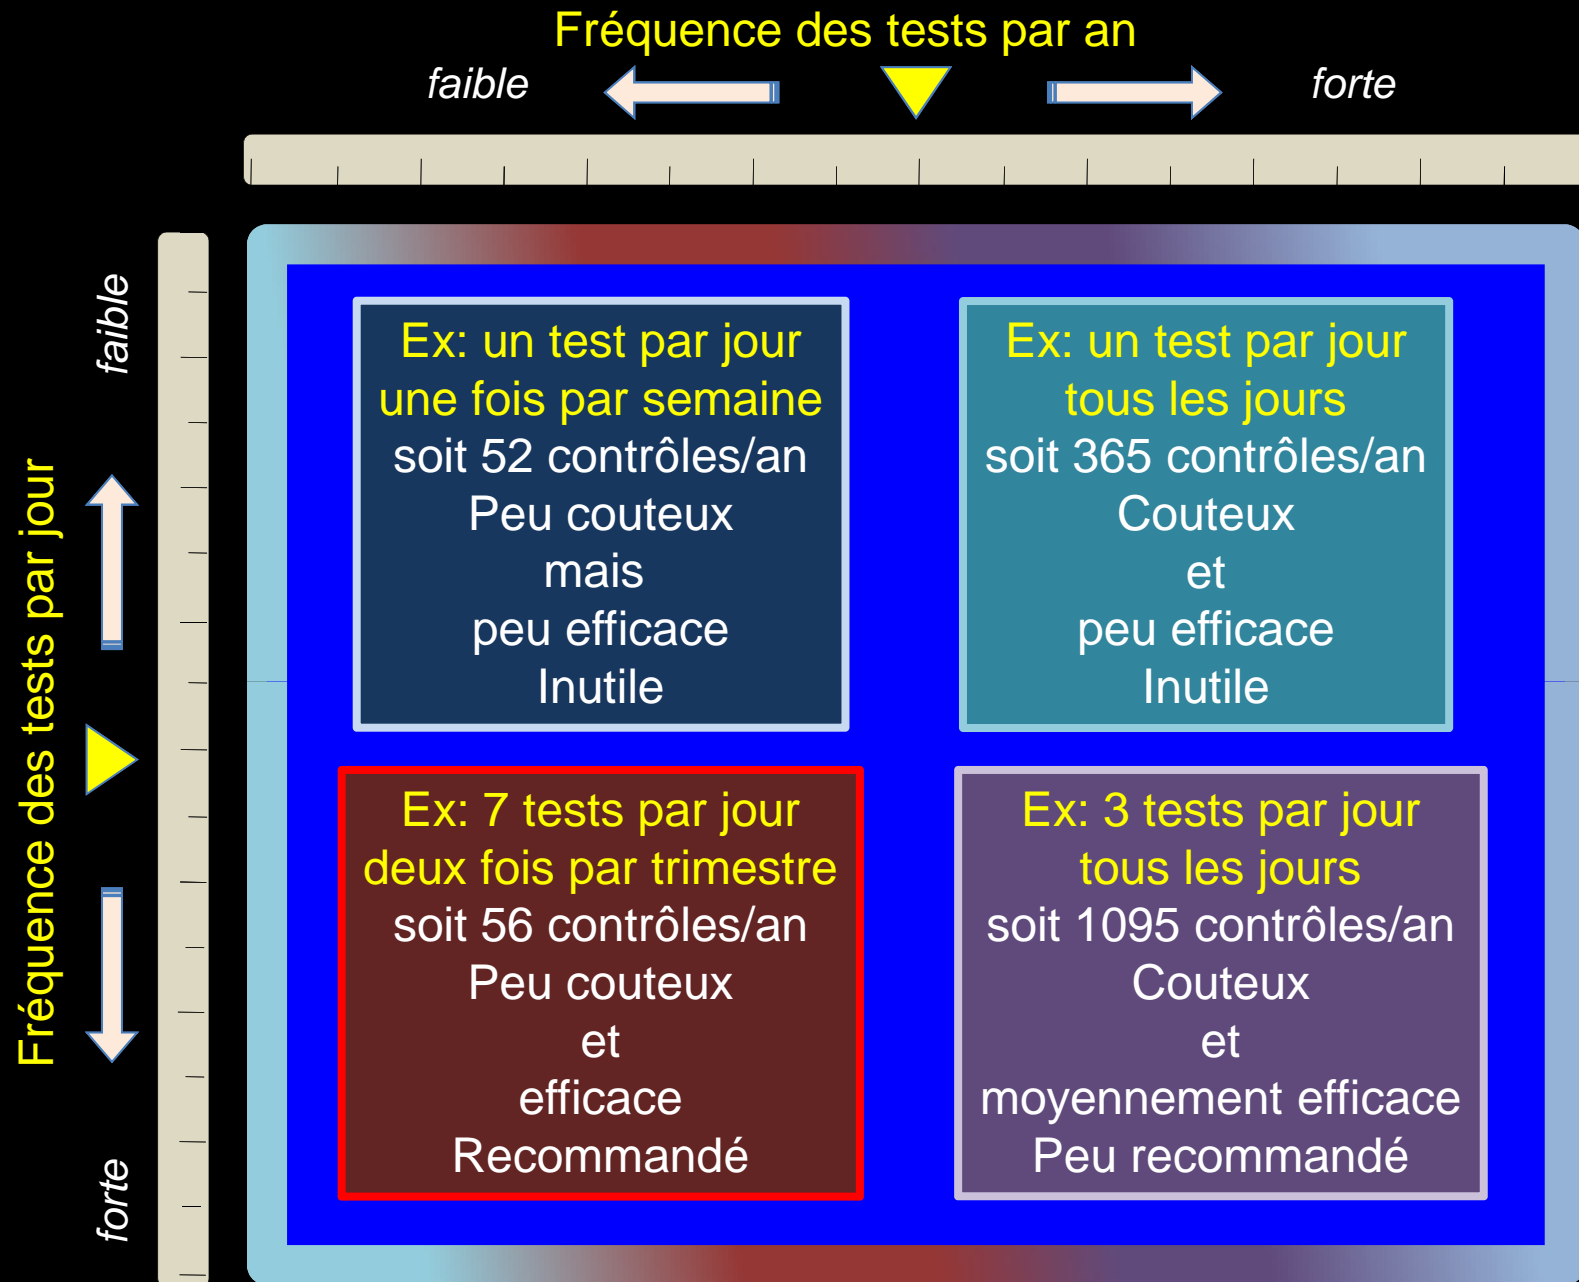 Fréquence des tests par an
faible
forte
faible
Fréquence des tests par jour
forte
Ex: un test par jour
une fois par semaine
soit 52 contrôles/an
Peu couteux
mais
peu efficace
Inutile
Ex: un test par jour
tous les jours
soit 365 contrôles/an
Couteux
et
peu efficace
Inutile
Ex: 7 tests par jour
deux fois par trimestre
soit 56 contrôles/an
Peu couteux
et
efficace
Recommandé
Ex: 3 tests par jour
tous les jours
soit 1095 contrôles/an
Couteux
et
moyennement efficace
Peu recommandé